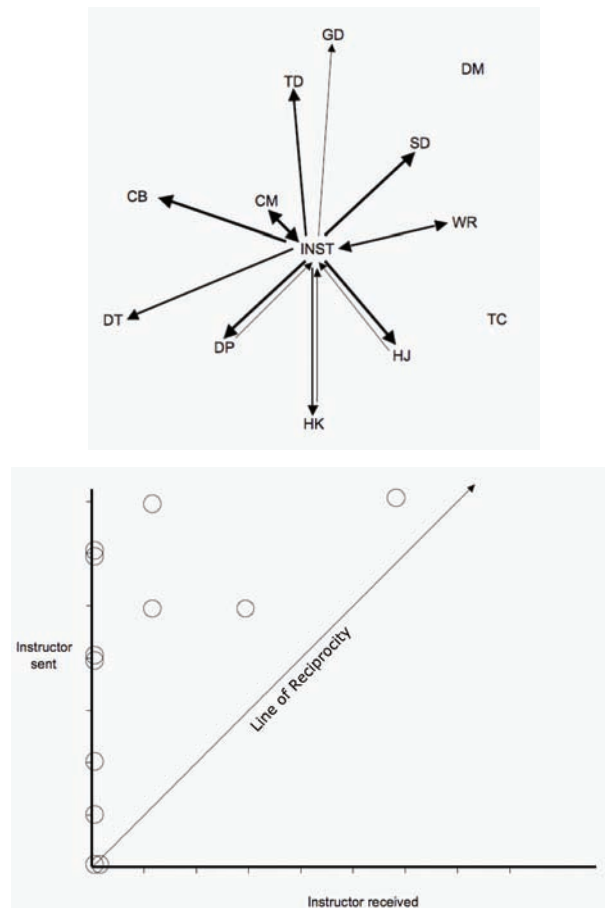 GD
DM
TD
SD
CB
CM
WR
INST
DT
TC
DP
HJ
HK
Instructor
sent
Line of Reciprocity
Instructor received